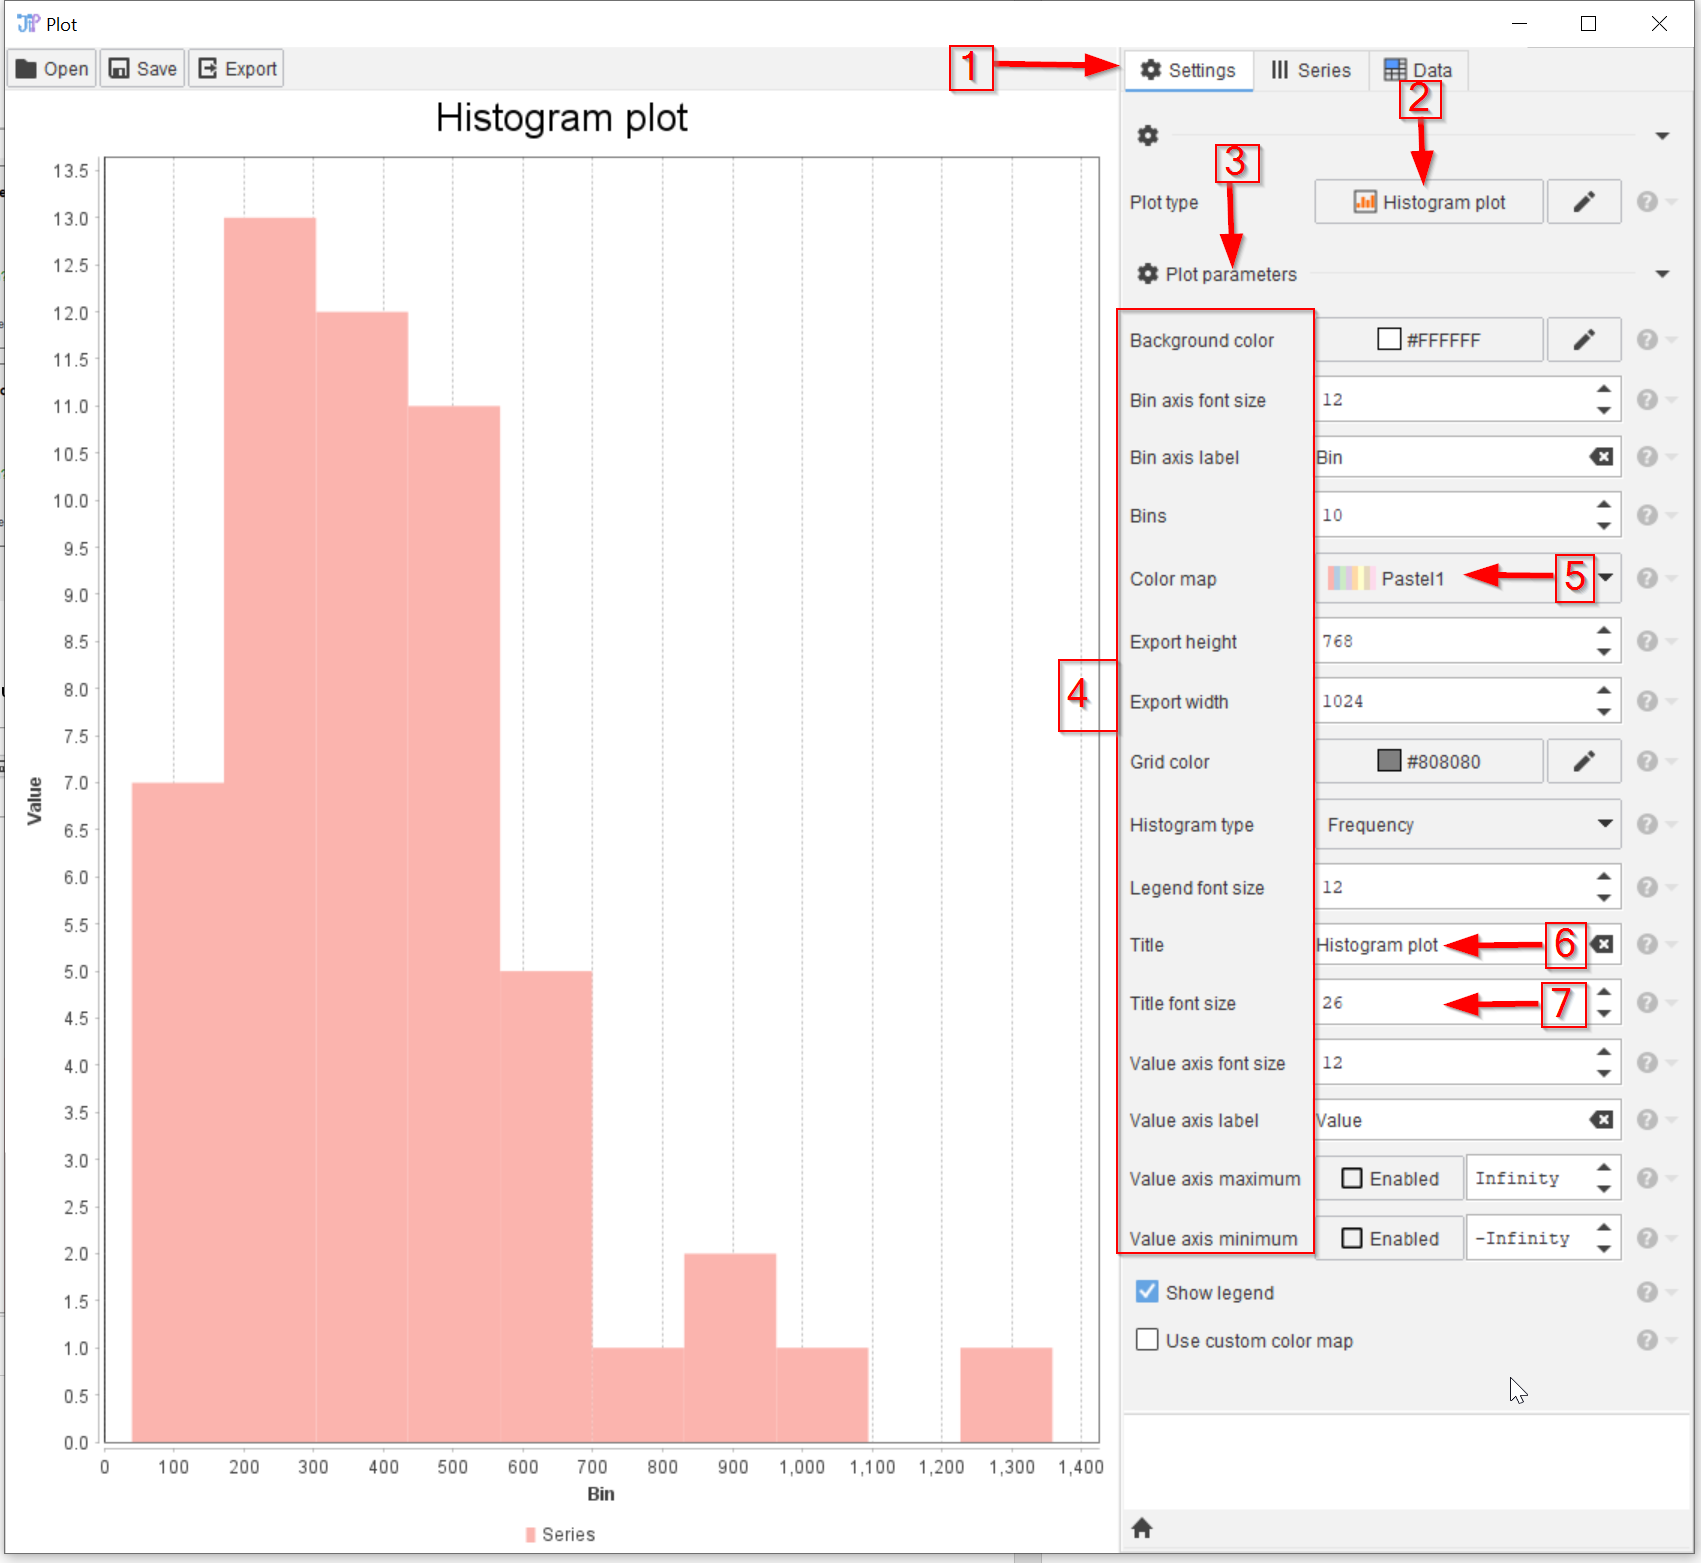 Plot
Open Save Export
1
Settings Series Data
2
Histogram plot
3
Plot type Histogram plot
Plot parameters
4
Background color #FFFFFF
Bin axis font size 12
Bin axis label Bin
Bins 10
Color map Pastel1 5
Export height 768
Export width 1024
Grid color #808080
Histogram type Frequency
Legend font size 12
Title Histogram plot 6
Title font size 26 7
Value axis font size 12
Value axis label Value
Value axis maximum Enabled Infinity
Value axis minimum Enabled -Infinity
Show legend
Use custom color map
13.5
13.0
12.5
12.0
11.5
11.0
10.5
10.0
9.5
9.0
8.5
8.0
7.5
7.0
6.5
6.0
5.5
5.0
4.5
4.0
3.5
3.0
2.5
2.0
1.5
1.0
0.5
0.0
Value
0 100 200 300 400 500 600 700 800 900 1,000 1,100 1,200 1,300 1,400
Bin
Series